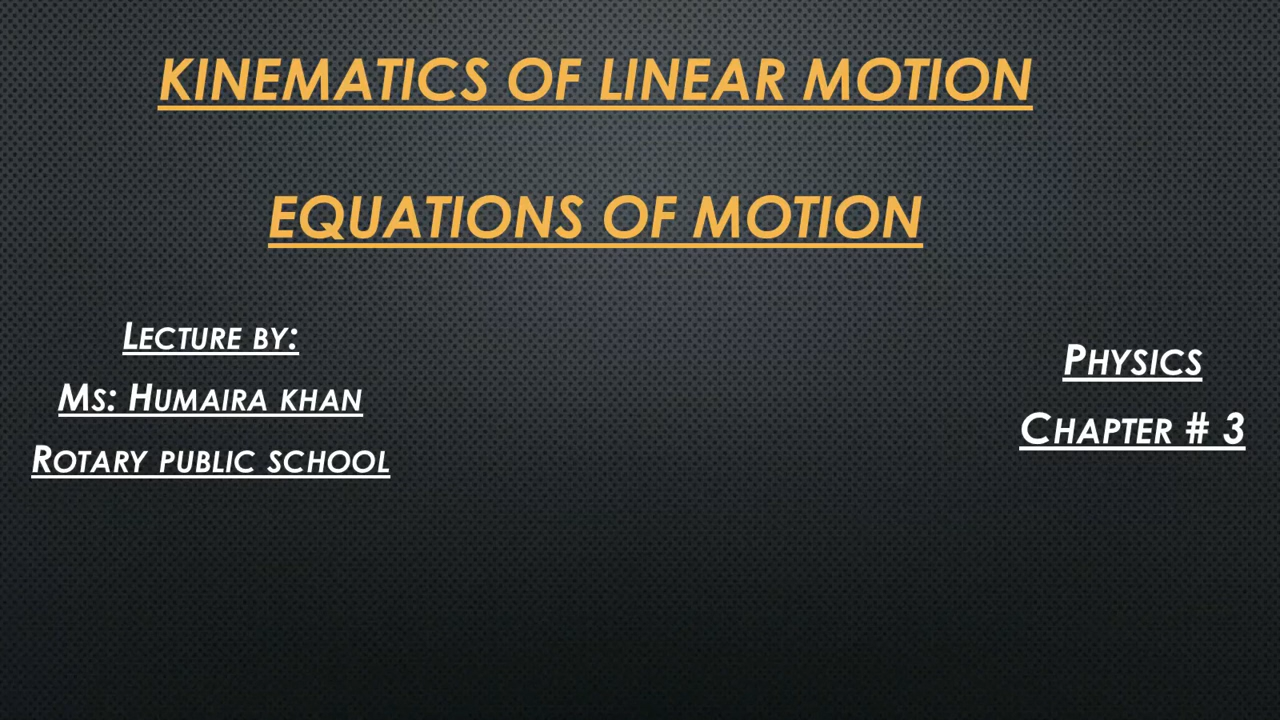 KINEMATICS OF LINEAR MOTION
EQUATIONS OF MOTION
LECTURE BY:
MS: HUMAIRA KHAN
ROTARY PUBLIC SCHOOL
PHYSICS
CHAPTER # 3